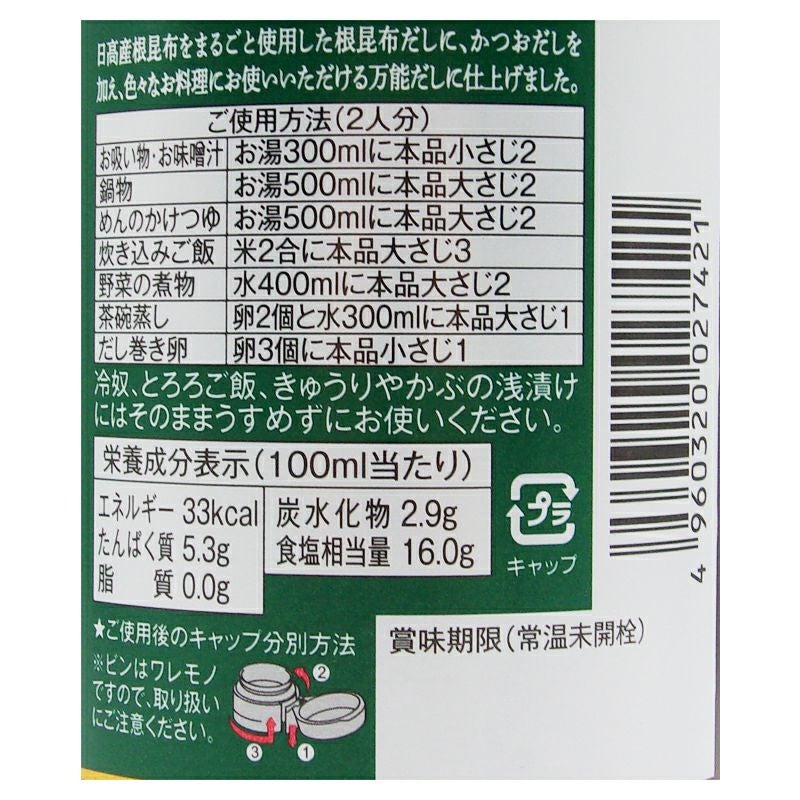 日高産根昆布をまるごと使用した根昆布だしに、かつおだしを
加え、色々なお料理にお使いいただける万能だしに仕上げました。
ご使用方法(2人分)
お吸い物・お味噌汁 お湯300mlに本品小さじ2
鍋物 お湯500mlに本品大さじ2
めんのかけつゆ お湯500mlに本品大さじ2
炊き込みご飯 米2合に本品大さじ3
野菜の煮物 水400mlに本品大さじ2
茶碗蒸し 卵2個と水300mlに本品大さじ1
だし巻き卵 卵3個に本品小さじ1
冷奴、とろろご飯、きゅうりやかぶの浅漬け
にはそのままうすめずにお使いください。
栄養成分表示(100ml当たり)
エネルギー 33kcal
たんぱく質 5.3g
脂 質 0.0g
炭水化物 2.9g
食塩相当量 16.0g
プラ
キャップ
4 960320 027421
★ご使用後のキャップ分別方法
※ビンはワレモノ
ですので、取り扱い
にご注意ください。
②
③
①
賞味期限(常温未開栓)